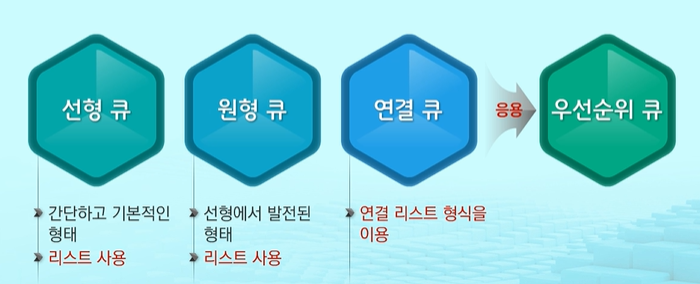 선형 큐
원형 큐
연결 큐
응용
우선순위 큐
간단하고 기본적인
형태
리스트 사용
선형에서 발전된
형태
리스트 사용
연결 리스트 형식을
이용